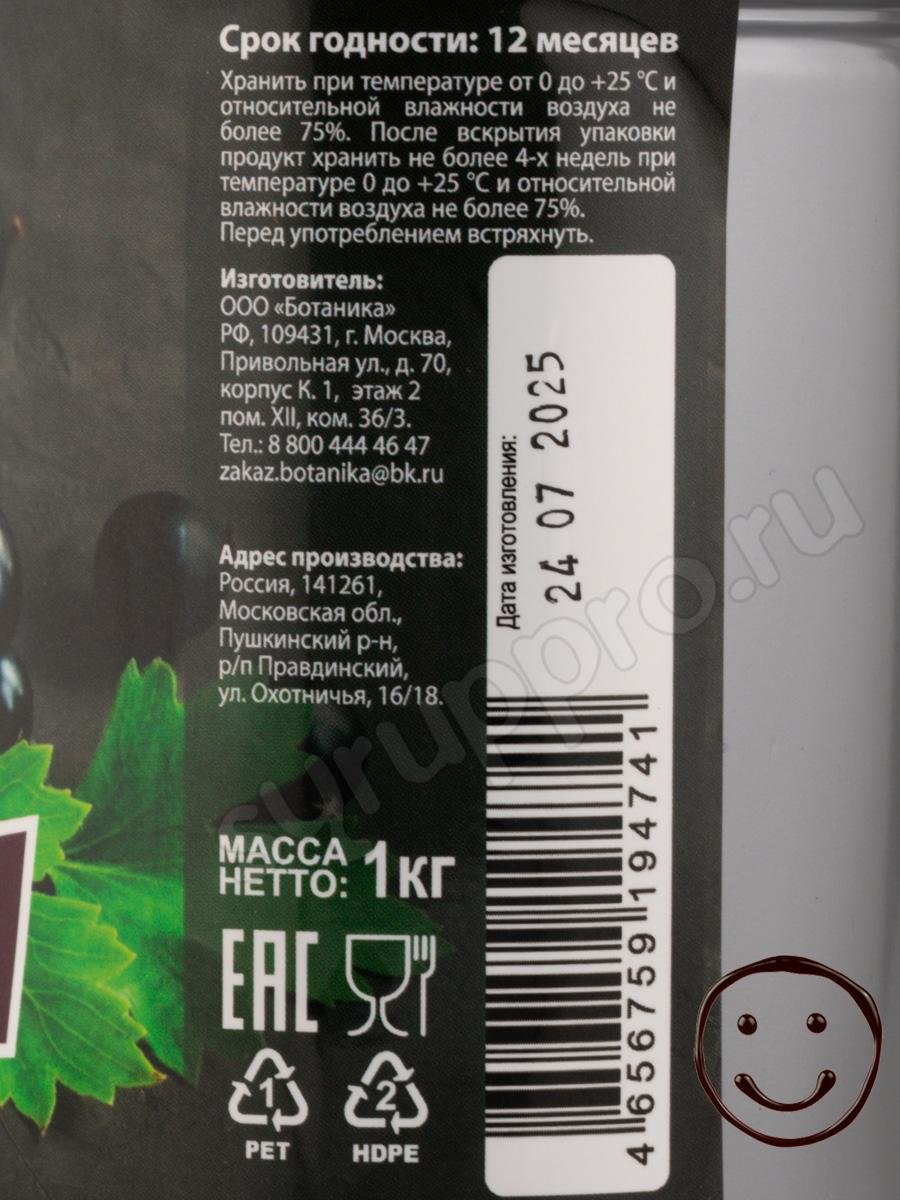 Срок годности: 12 месяцев
Хранить при температуре от 0 до +25 °С и
относительной влажности воздуха не
более 75%. После вскрытия упаковки
продукт хранить не более 4-х недель при
температуре 0 до +25 °С и относительной
влажности воздуха не более 75%.
Перед употреблением встряхнуть.
Изготовитель:
ООО «Ботаника»
РФ, 109431, г. Москва,
Привольная ул., д. 70,
корпус К. 1, этаж 2
пом. XII, ком. 36/3.
Тел.: 8 800 444 46 47
zakaz.botanika@bk.ru
Адрес производства:
Россия, 141261,
Московская обл.,
Пушкинский р-н,
р/п Правдинский,
ул. Охотничья, 16/18.
МАССА
НЕТТО: 1 КГ
EAC
1
PET
2
HDPE
Дата изготовления:
24 07 2025
4 656759 194741
syruppro.ru